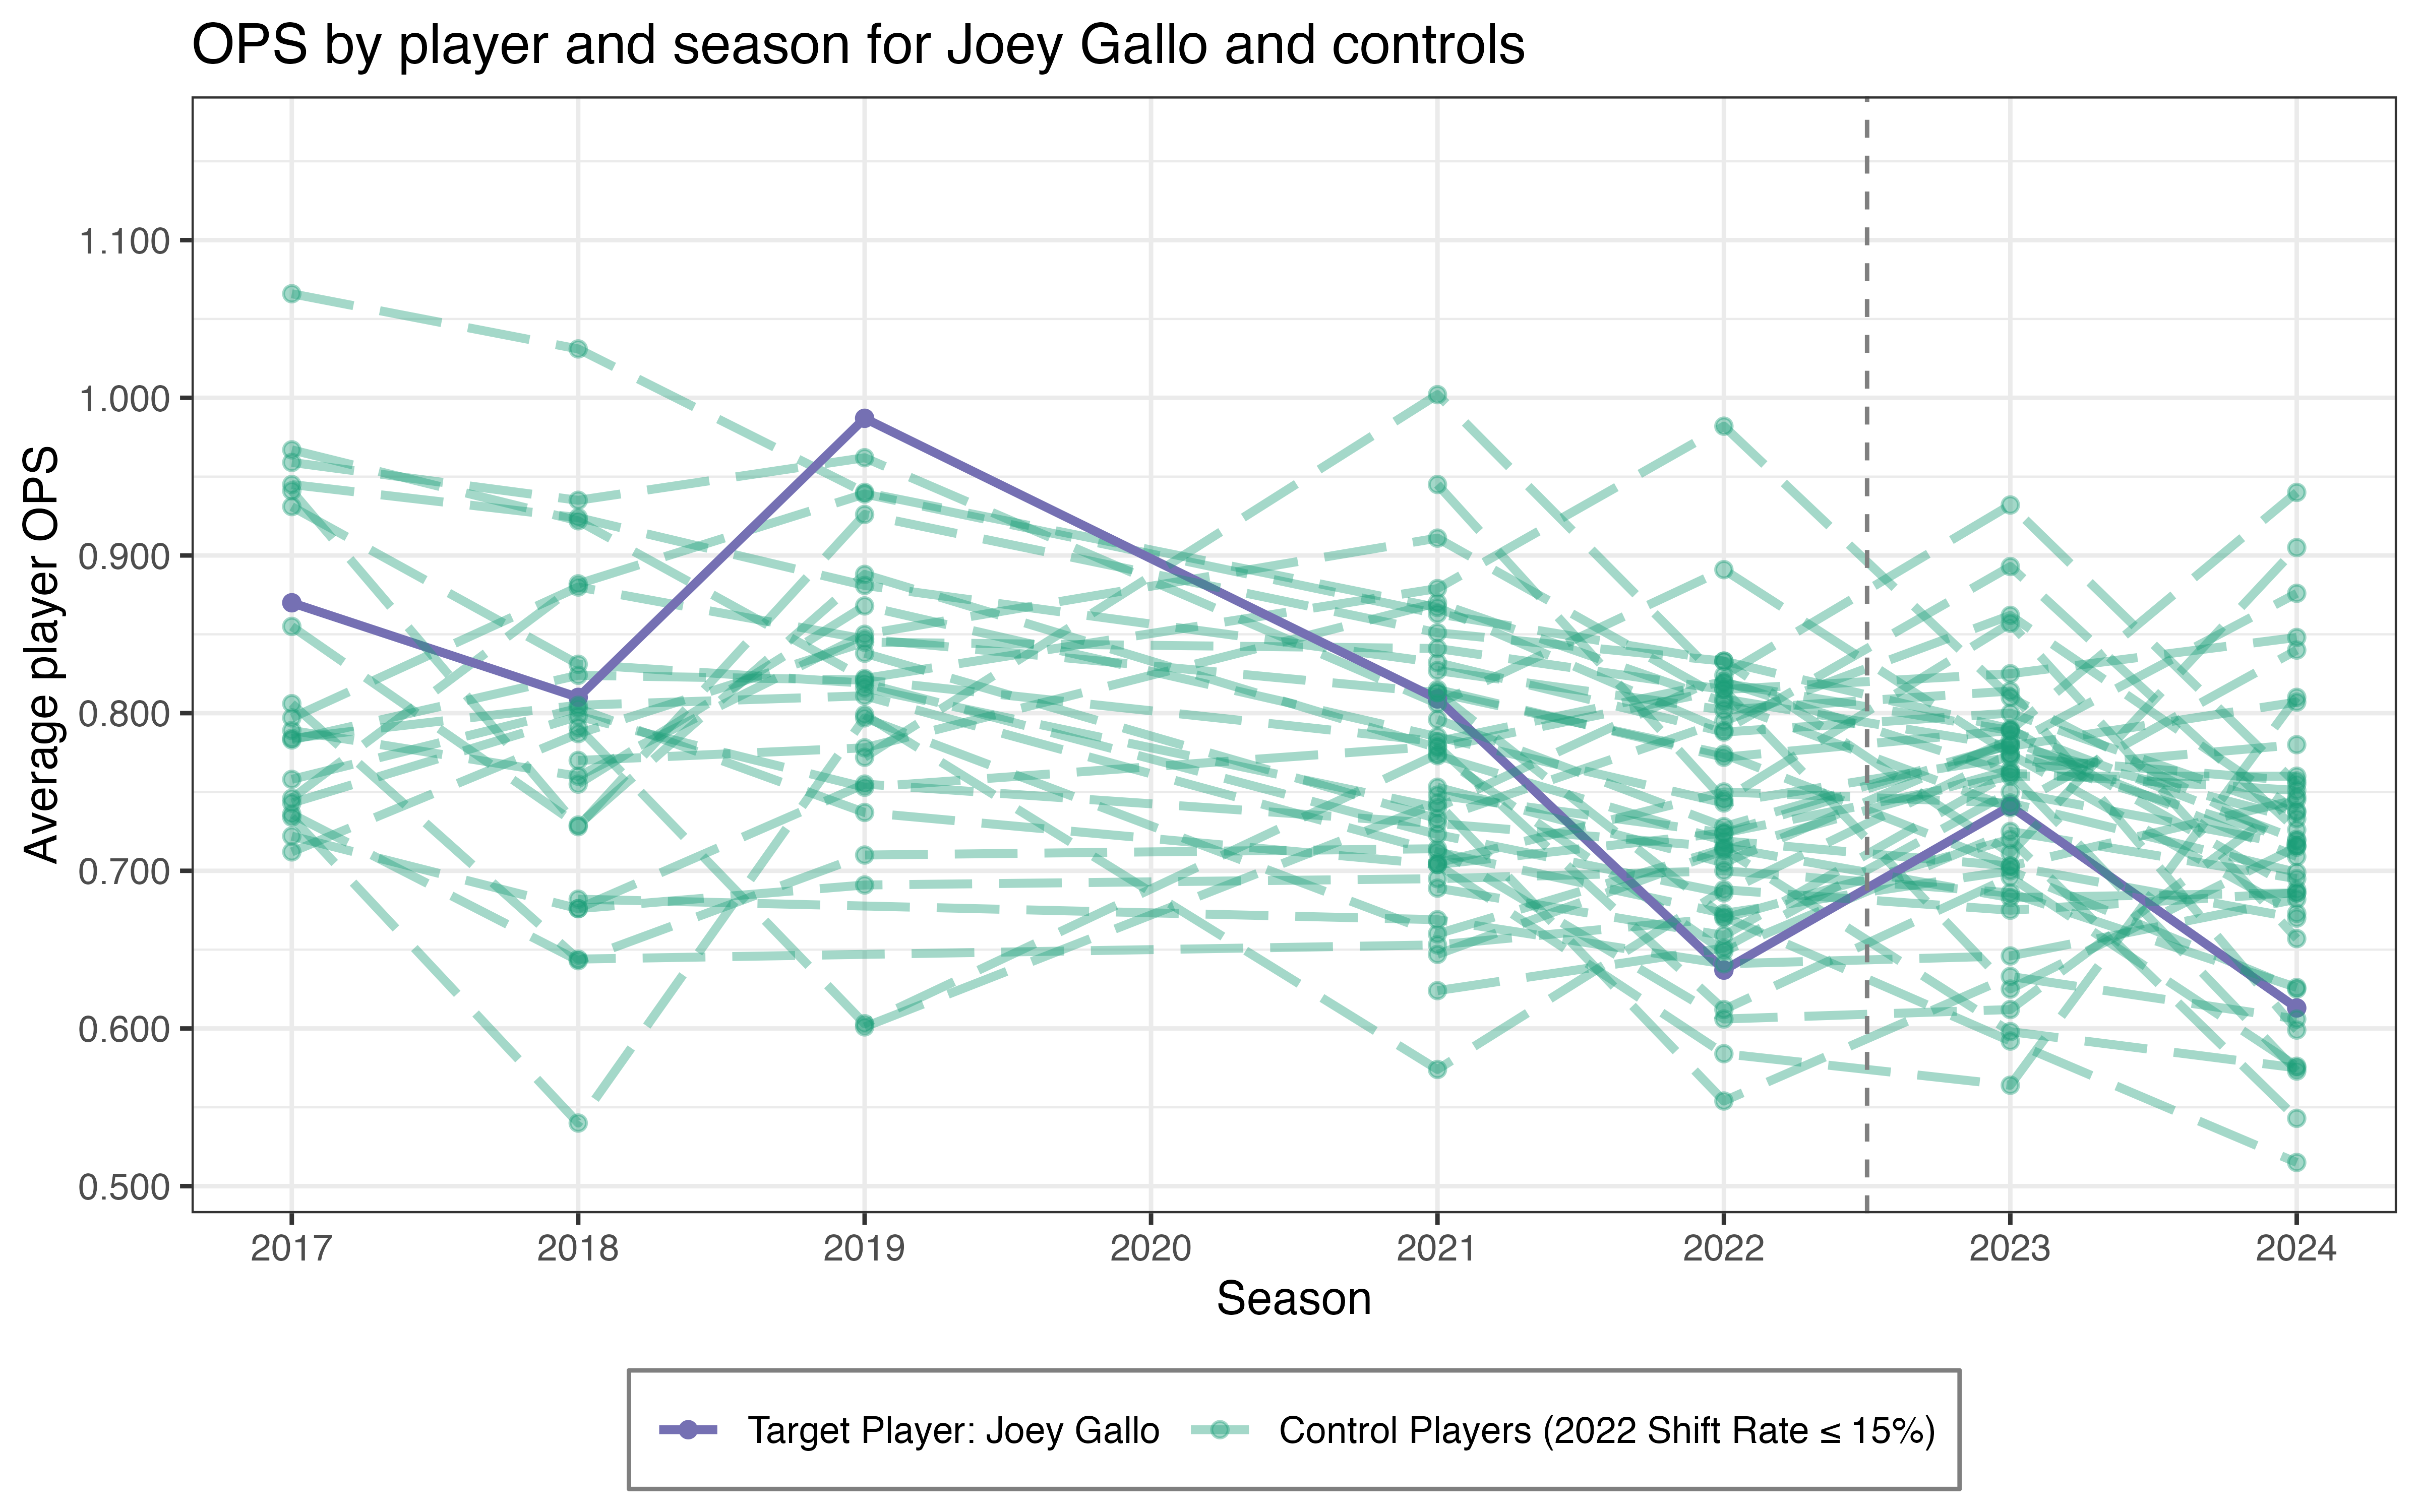 OPS by player and season for Joey Gallo and controls
Average player OPS
1.100
1.000
0.900
0.800
0.700
0.600
0.500
2017 2018 2019 2020 2021 2022 2023 2024
Season
Target Player: Joey Gallo Control Players (2022 Shift Rate ≤ 15%)